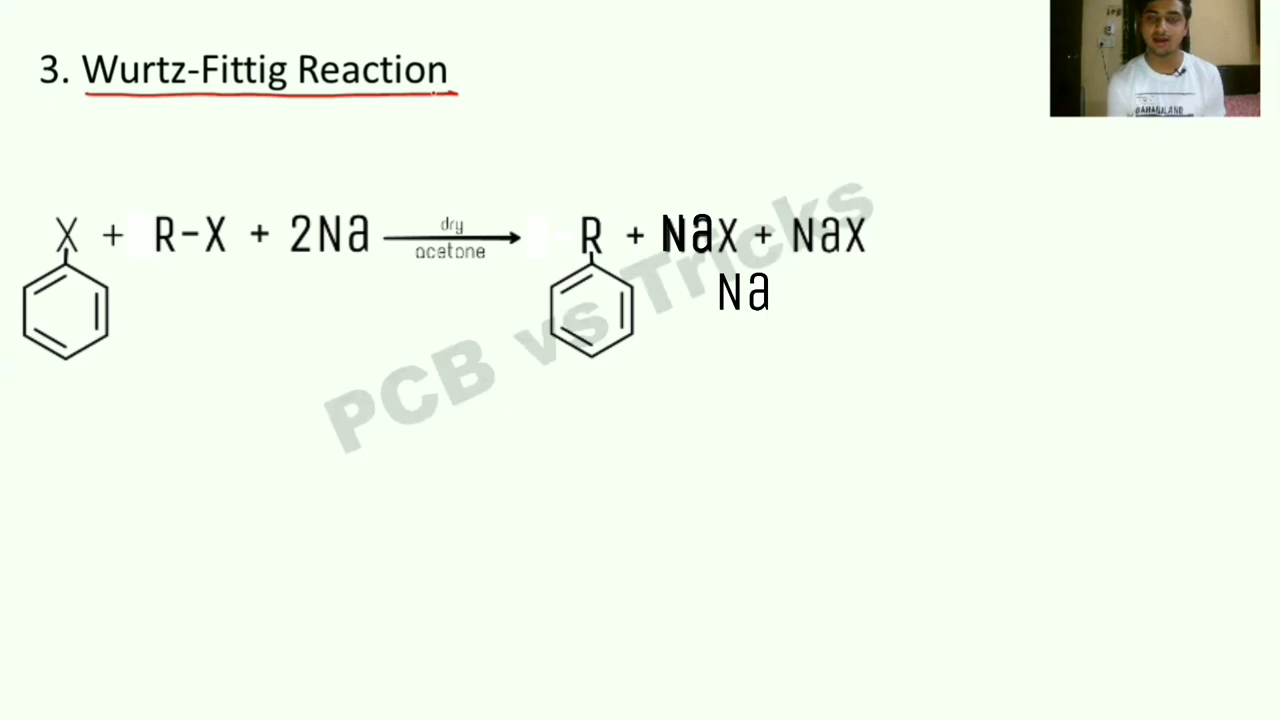 3. Wurtz-Fittig Reaction
X + R-X + 2Na dry acetone R + NaX + NaX
Na
PCB vs Tricks